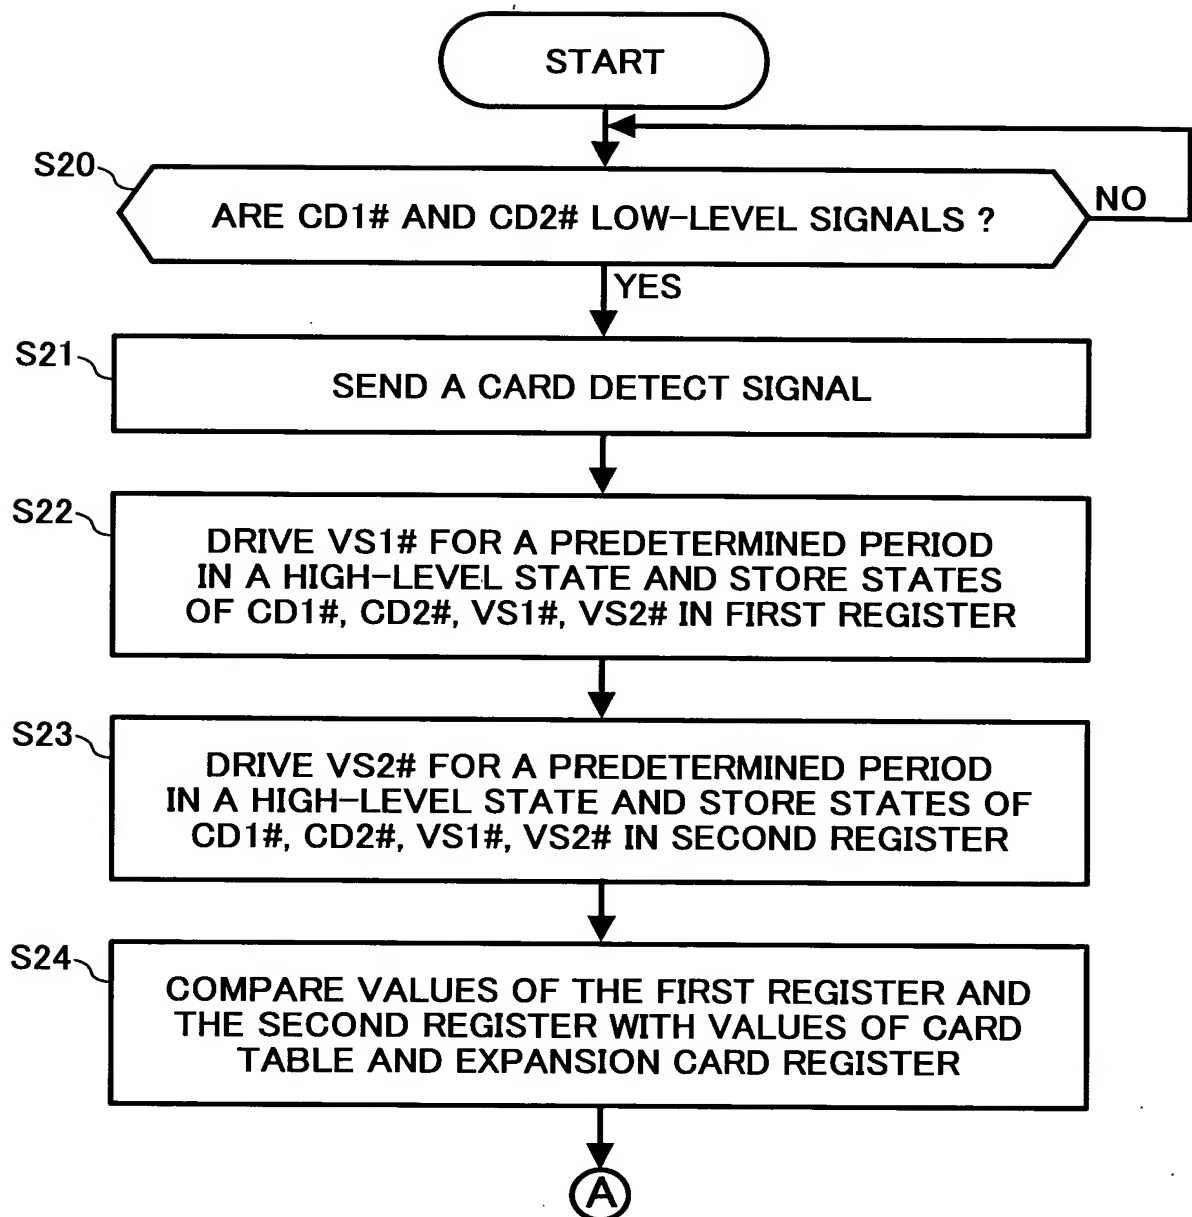 START
S20
ARE CD1# AND CD2# LOW-LEVEL SIGNALS ?
NO
YES
S21
SEND A CARD DETECT SIGNAL
S22
DRIVE VS1# FOR A PREDETERMINED PERIOD
IN A HIGH-LEVEL STATE AND STORE STATES
OF CD1#, CD2#, VS1#, VS2# IN FIRST REGISTER
S23
DRIVE VS2# FOR A PREDETERMINED PERIOD
IN A HIGH-LEVEL STATE AND STORE STATES OF
CD1#, CD2#, VS1#, VS2# IN SECOND REGISTER
S24
COMPARE VALUES OF THE FIRST REGISTER AND
THE SECOND REGISTER WITH VALUES OF CARD
TABLE AND EXPANSION CARD REGISTER
A